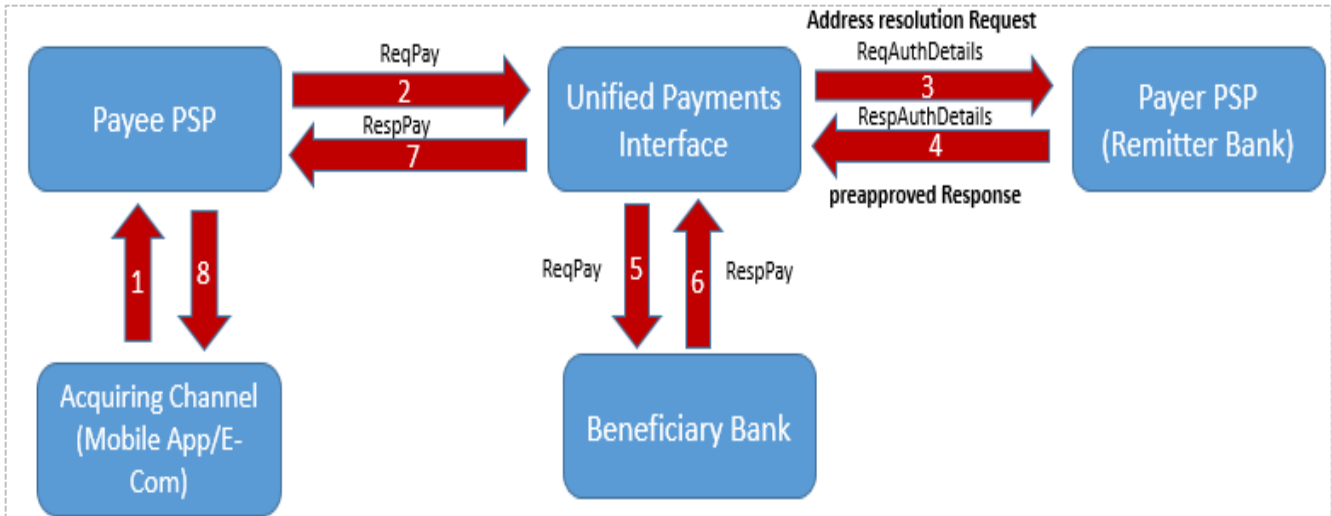 Address resolution Request
ReqPay
ReqAuthDetails
2
3
Payee PSP
Unified Payments
Interface
Payer PSP
(Remitter Bank)
RespPay
RespAuthDetails
7
4
preapproved Response
1
8
ReqPay
5
6
RespPay
Acquiring Channel
(Mobile App/E-
Com)
Beneficiary Bank